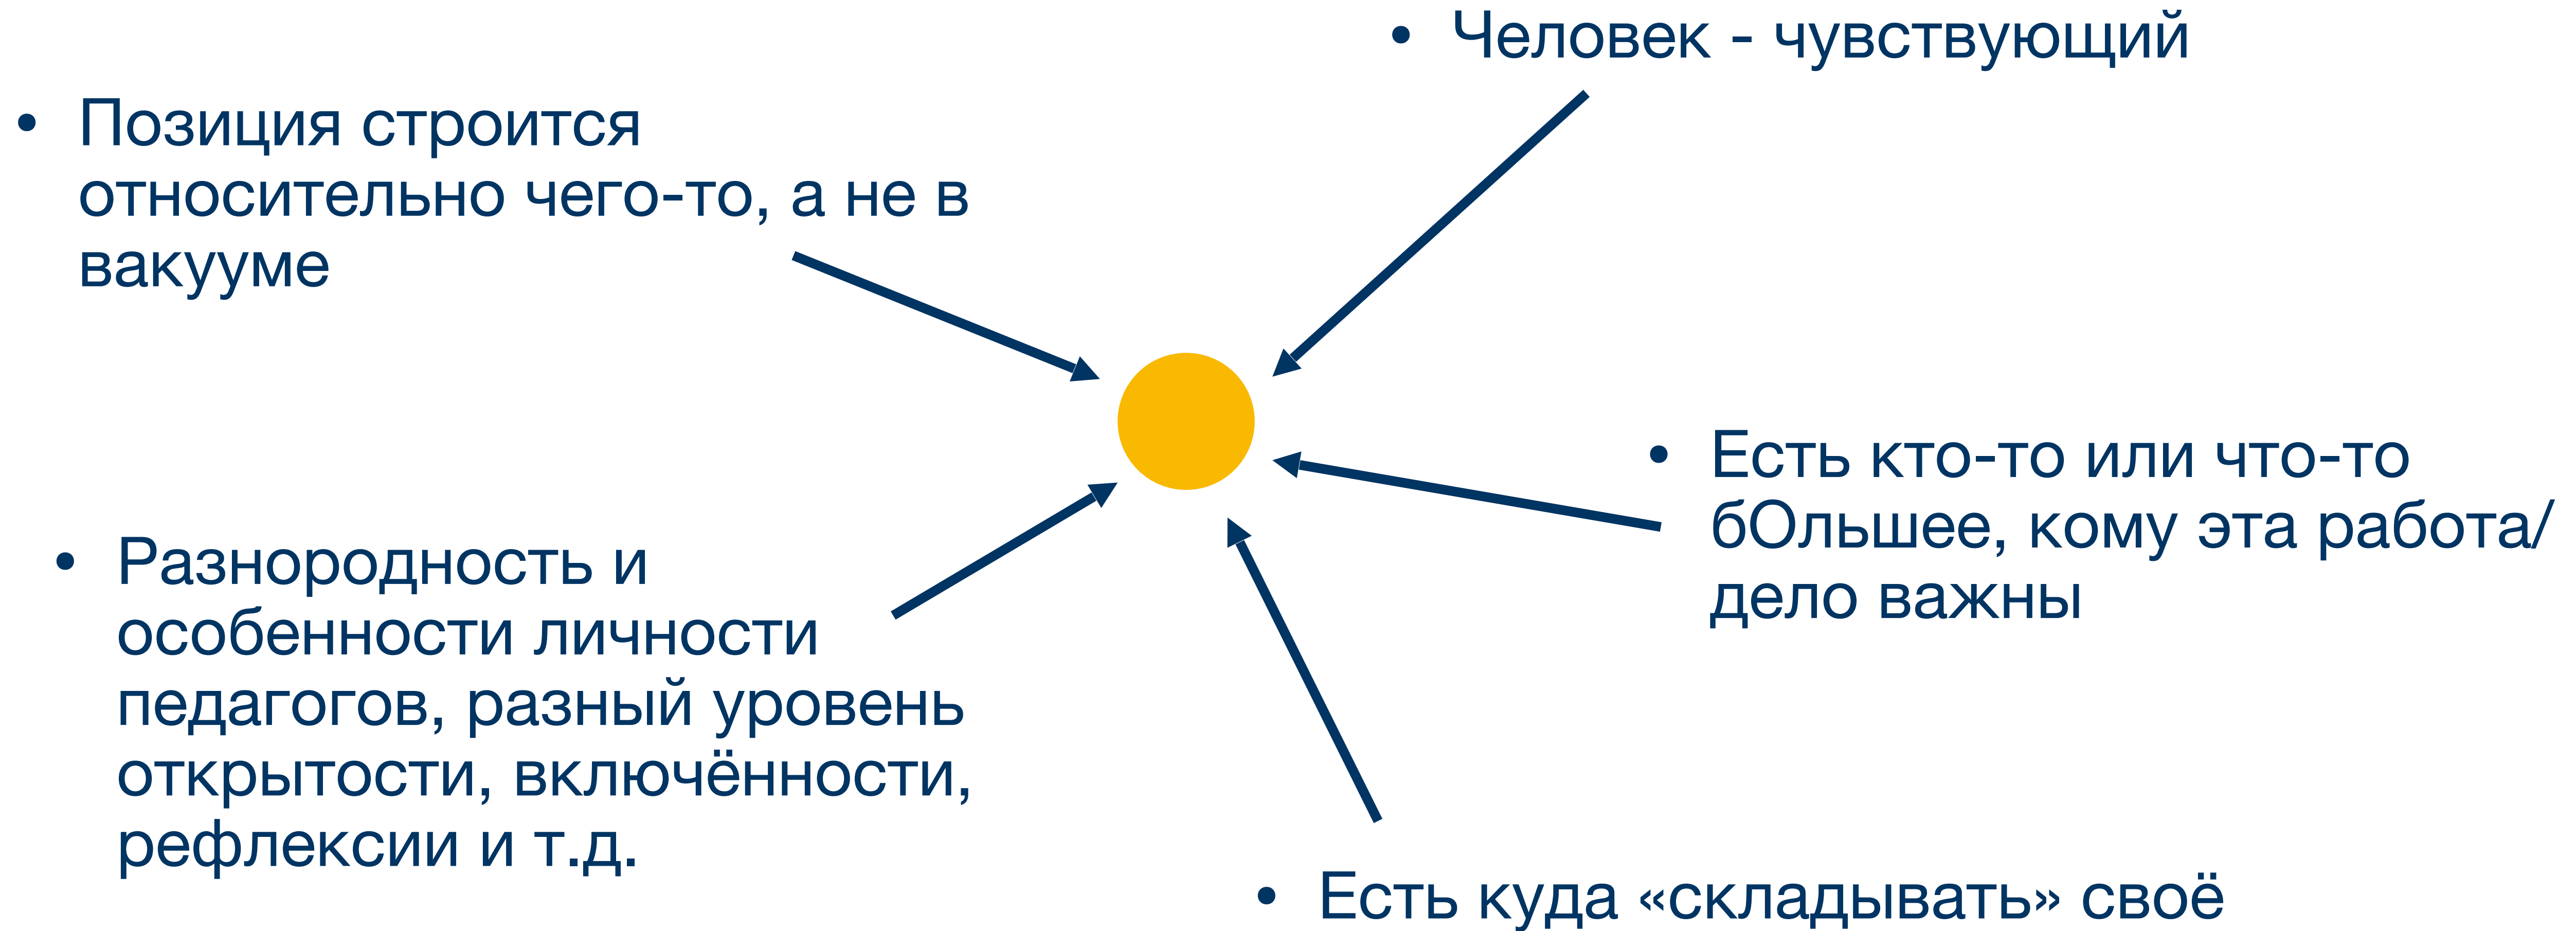 • Человек - чувствующий
• Позиция строится
относительно чего-то, а не в
вакууме
• Есть кто-то или что-то
бОльшее, кому эта работа/
дело важны
• Разнородность и
особенности личности
педагогов, разный уровень
открытости, включённости,
рефлексии и т.д.
• Есть куда «складывать» своё